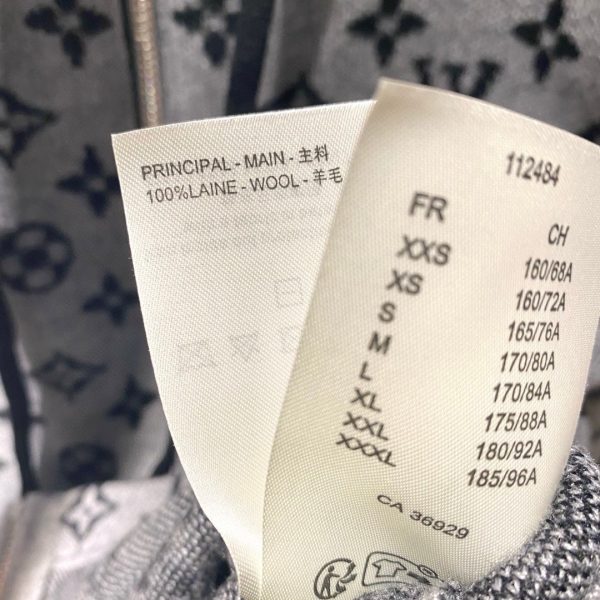 PRINCIPAL - MAIN - 主料
100%LAINE - WOOL - 羊毛
112484
FR CH
XXS 160/68A
XS 160/72A
S 165/76A
M 170/80A
L 170/84A
XL 175/88A
XXL 180/92A
XXXL 185/96A
CA 36929